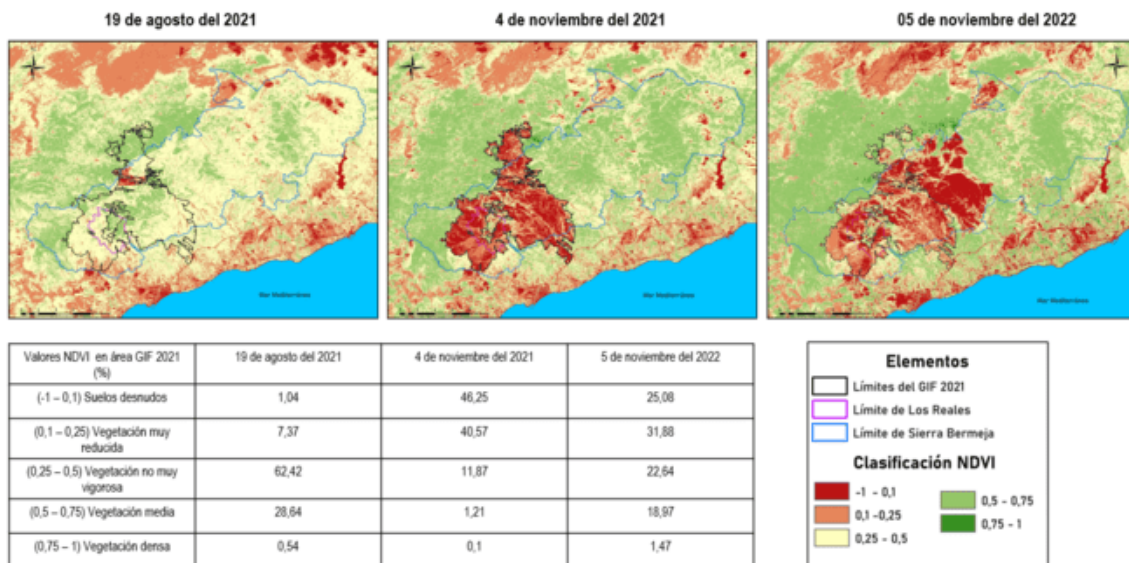 19 de agosto del 2021
4 de noviembre del 2021
05 de noviembre del 2022
Mar Mediterráneo
Mar Mediterráneo
Mar Mediterráneo
Valores NDVI en área GIF 2021 (%)
19 de agosto del 2021
4 de noviembre del 2021
5 de noviembre del 2022
(-1 – 0,1) Suelos desnudos
1,04
46,25
25,08
(0,1 – 0,25) Vegetación muy
reducida
7,37
40,57
31,88
(0,25 – 0,5) Vegetación no muy
vigorosa
62,42
11,87
22,64
(0,5 – 0,75) Vegetación media
28,64
1,21
18,97
(0,75 – 1) Vegetación densa
0,54
0,1
1,47
Elementos
Límites del GIF 2021
Límite de Los Reales
Límite de Sierra Bermeja
Clasificación NDVI
-1 - 0,1
0,1 -0,25
0,25 - 0,5
0,5 - 0,75
0,75 - 1